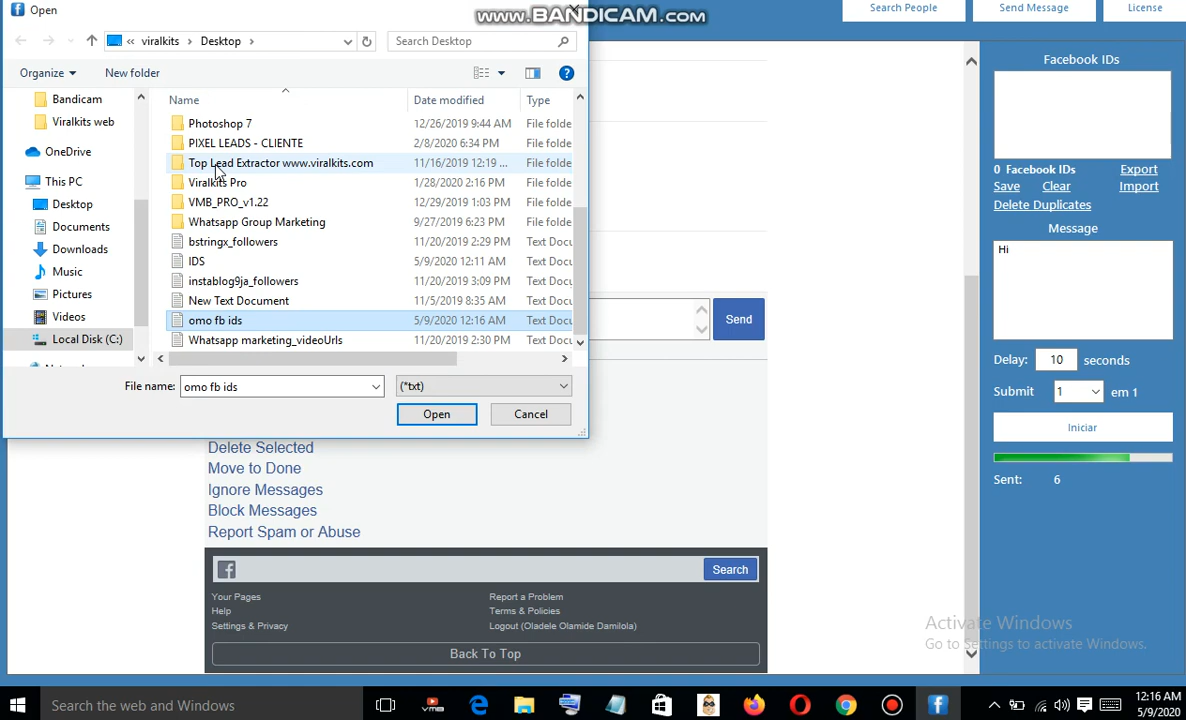 Open
www.BANDICAM.com
Search People
Send Message
License
viralkits > Desktop >
Search Desktop
Organize
New folder
Name
Date modified
Type
Bandicam
Viralkits web
OneDrive
This PC
Desktop
Documents
Downloads
Music
Pictures
Videos
Local Disk (C:)
Photoshop 7 12/26/2019 9:44 AM File folde
PIXEL LEADS - CLIENTE 2/8/2020 6:34 PM File folde
Top Lead Extractor www.viralkits.com 11/16/2019 12:19 ... File folde
Viralkits Pro 1/28/2020 2:16 PM File folde
VMB_PRO_v1.22 12/29/2019 1:03 PM File folde
Whatsapp Group Marketing 9/27/2019 6:23 PM File folde
bstringx_followers 11/20/2019 2:29 PM Text Docu
IDS 5/9/2020 12:11 AM Text Docu
instablog9ja_followers 11/20/2019 3:09 PM Text Docu
New Text Document 11/5/2019 8:35 AM Text Docu
omo fb ids 5/9/2020 12:16 AM Text Docu
Whatsapp marketing_videoUrls 11/20/2019 2:30 PM Text Docu
File name: omo fb ids
(*txt)
Open
Cancel
Send
Delete Selected
Move to Done
Ignore Messages
Block Messages
Report Spam or Abuse
Search
Your Pages
Report a Problem
Help
Terms & Policies
Settings & Privacy
Logout (Oladele Olamide Damilola)
Back To Top
Facebook IDs
0 Facebook IDs
Export
Save
Clear
Import
Delete Duplicates
Message
Hi
Delay: 10 seconds
Submit 1 em 1
Iniciar
Sent: 6
Activate Windows
Go to Settings to activate Windows.
Search the web and Windows
12:16 AM
5/9/2020